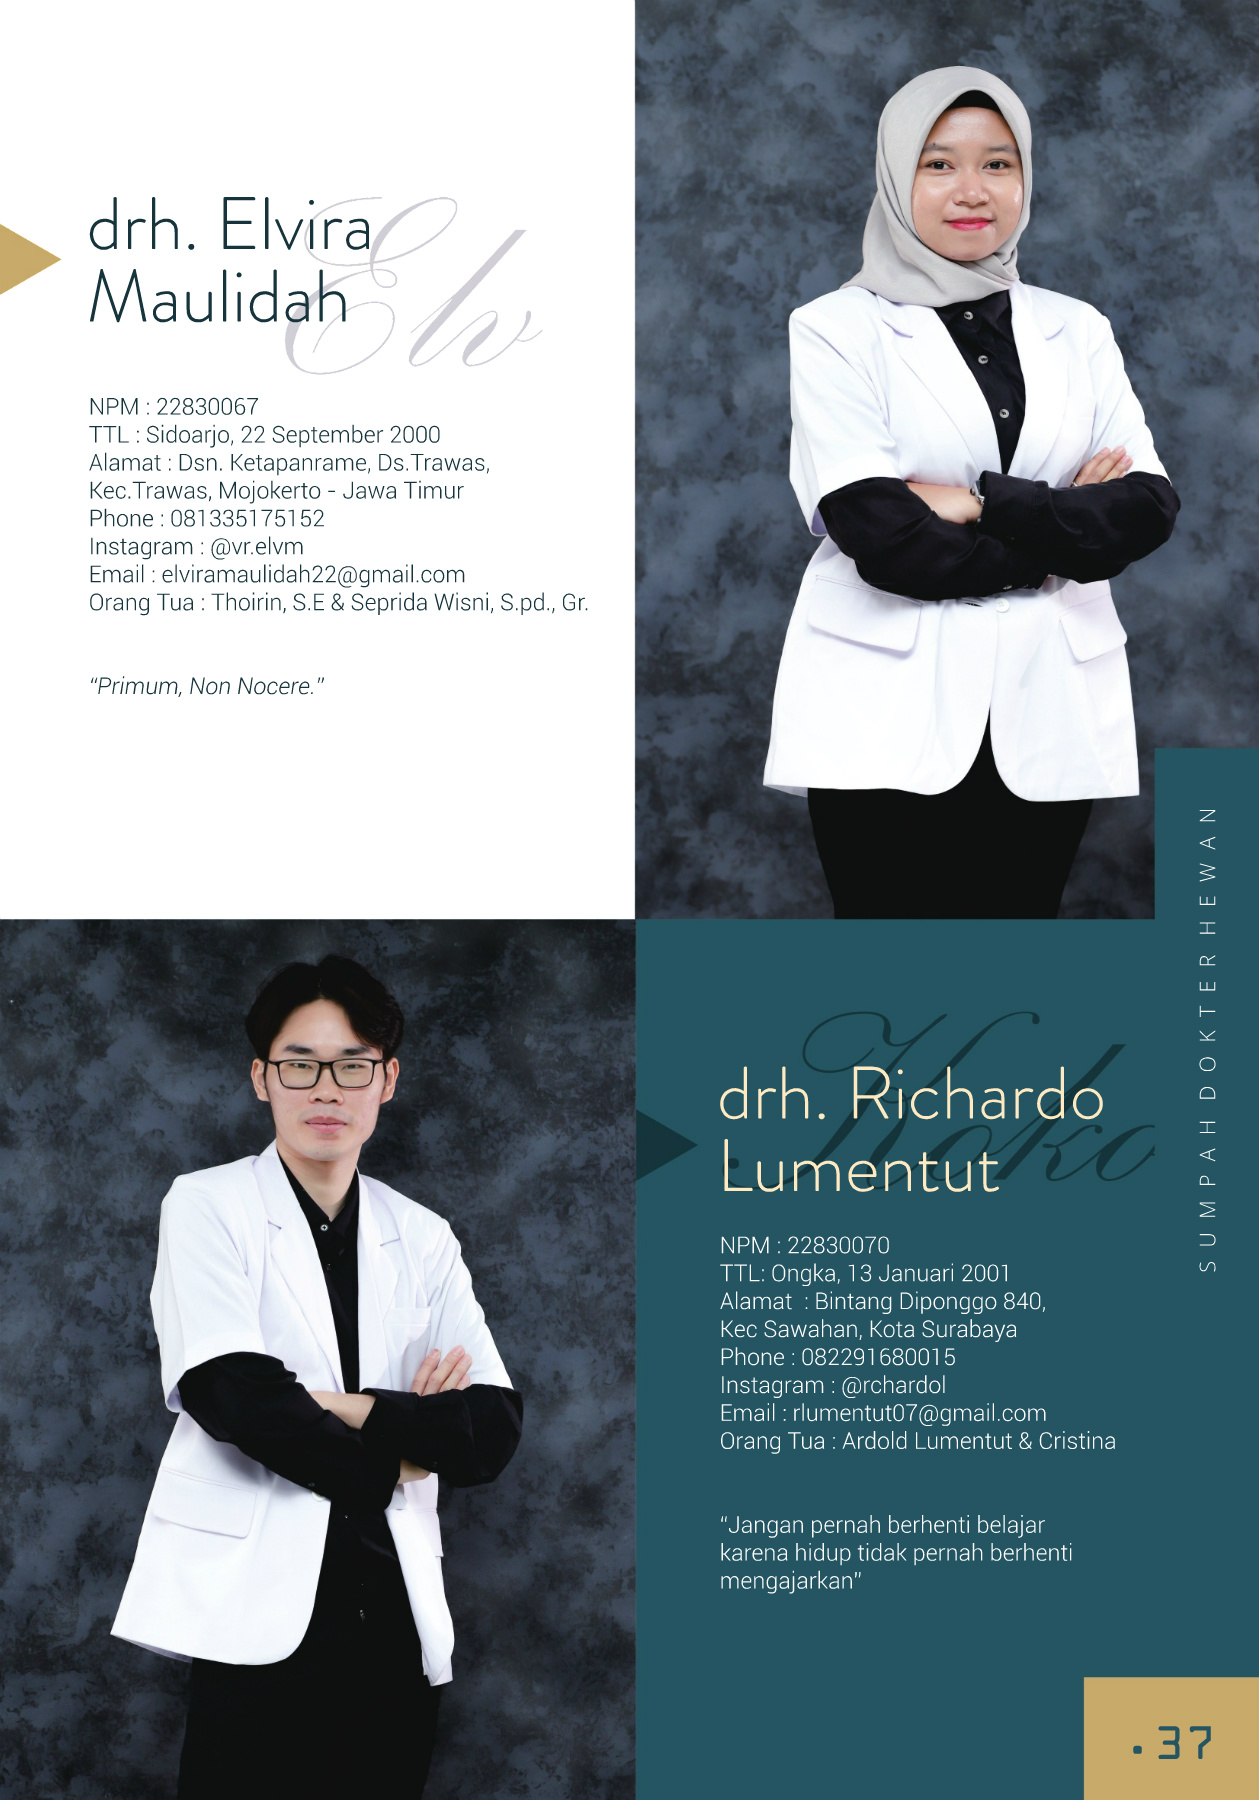 drh. Elvira
Maulidah
Elv
NPM : 22830067
TTL : Sidoarjo, 22 September 2000
Alamat : Dsn. Ketapanrame, Ds.Trawas,
Kec.Trawas, Mojokerto - Jawa Timur
Phone : 081335175152
Instagram : @vr.elvm
Email : elviramaulidah22@gmail.com
Orang Tua : Thoirin, S.E & Seprida Wisni, S.pd., Gr.
“Primum, Non Nocere.”
SUMPAH DOKTER HEWAN
drh. Richardo
Lumentut
Koko
NPM : 22830070
TTL: Ongka, 13 Januari 2001
Alamat  : Bintang Diponggo 840,
Kec Sawahan, Kota Surabaya
Phone : 082291680015
Instagram : @rchardol
Email : rlumentut07@gmail.com
Orang Tua : Ardold Lumentut & Cristina
“Jangan pernah berhenti belajar
karena hidup tidak pernah berhenti
mengajarkan”
.37